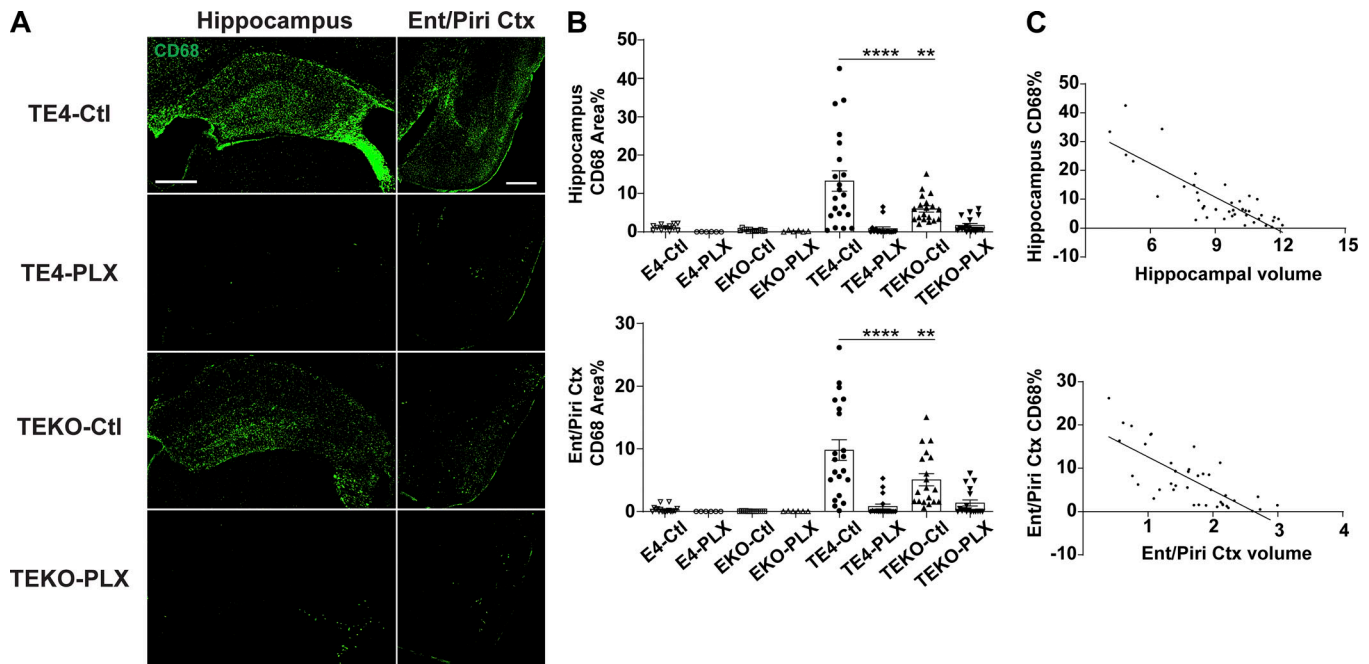 A
Hippocampus
Ent/Piri Ctx
CD68
TE4-Ctl
TE4-PLX
TEKO-Ctl
TEKO-PLX
B
Hippocampus
CD68 Area%
50
40
30
20
10
0
**** **
E4-Ctl
E4-PLX
EKO-Ctl
EKO-PLX
TE4-Ctl
TE4-PLX
TEKO-Ctl
TEKO-PLX
Ent/Piri Ctx
CD68 Area%
30
20
10
0
**** **
E4-Ctl
E4-PLX
EKO-Ctl
EKO-PLX
TE4-Ctl
TE4-PLX
TEKO-Ctl
TEKO-PLX
C
Hippocampus CD68%
50
40
30
20
10
0
-10
6 9 12 15
Hippocampal volume
Ent/Piri Ctx CD68%
30
20
10
0
-10
1 2 3 4
Ent/Piri Ctx volume